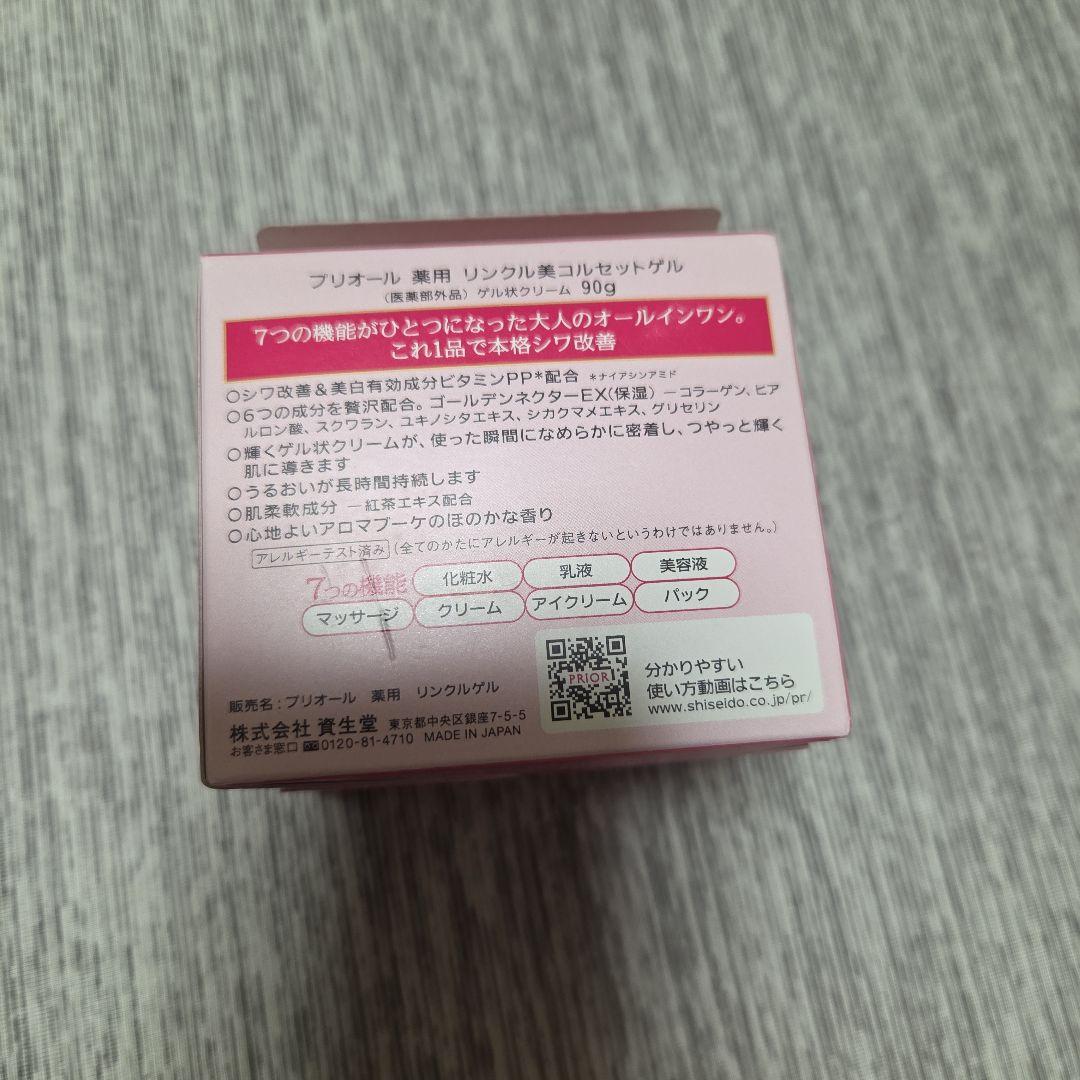 プリオール 薬用 リンクル美コルセットゲル
（医薬部外品）ゲル状クリーム 90g
7つの機能がひとつになった大人のオールインワン。
これ1品で本格シワ改善
○シワ改善＆美白有効成分ビタミンPP*配合 *ナイアシンアミド
○6つの成分を贅沢配合。ゴールデンネクターEX(保湿) －コラーゲン、ヒア
ルロン酸、スクワラン、ユキノシタエキス、シカクマメエキス、グリセリン
○輝くゲル状クリームが、使った瞬間になめらかに密着し、つやっと輝く
肌に導きます
○うるおいが長時間持続します
○肌柔軟成分 －紅茶エキス配合
○心地よいアロマブーケのほのかな香り
アレルギーテスト済み（全てのかたにアレルギーが起きないというわけではありません。）
7つの機能 化粧水 乳液 美容液
マッサージ クリーム アイクリーム パック
PRIOR
分かりやすい
使い方動画はこちら
www.shiseido.co.jp/pr/
販売名：プリオール 薬用 リンクルゲル
株式会社 資生堂 東京都中央区銀座7-5-5
お客さま窓口 0120-81-4710 MADE IN JAPAN